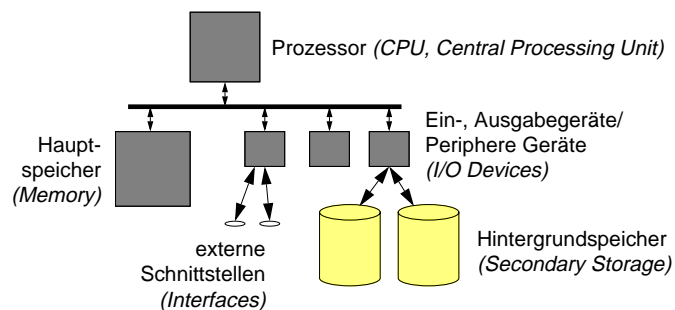 Prozessor (CPU, Central Processing Unit)
Haupt-
speicher
(Memory)
Ein-, Ausgabegeräte/
Periphere Geräte
(I/O Devices)
externe
Schnittstellen
(Interfaces)
Hintergrundspeicher
(Secondary Storage)